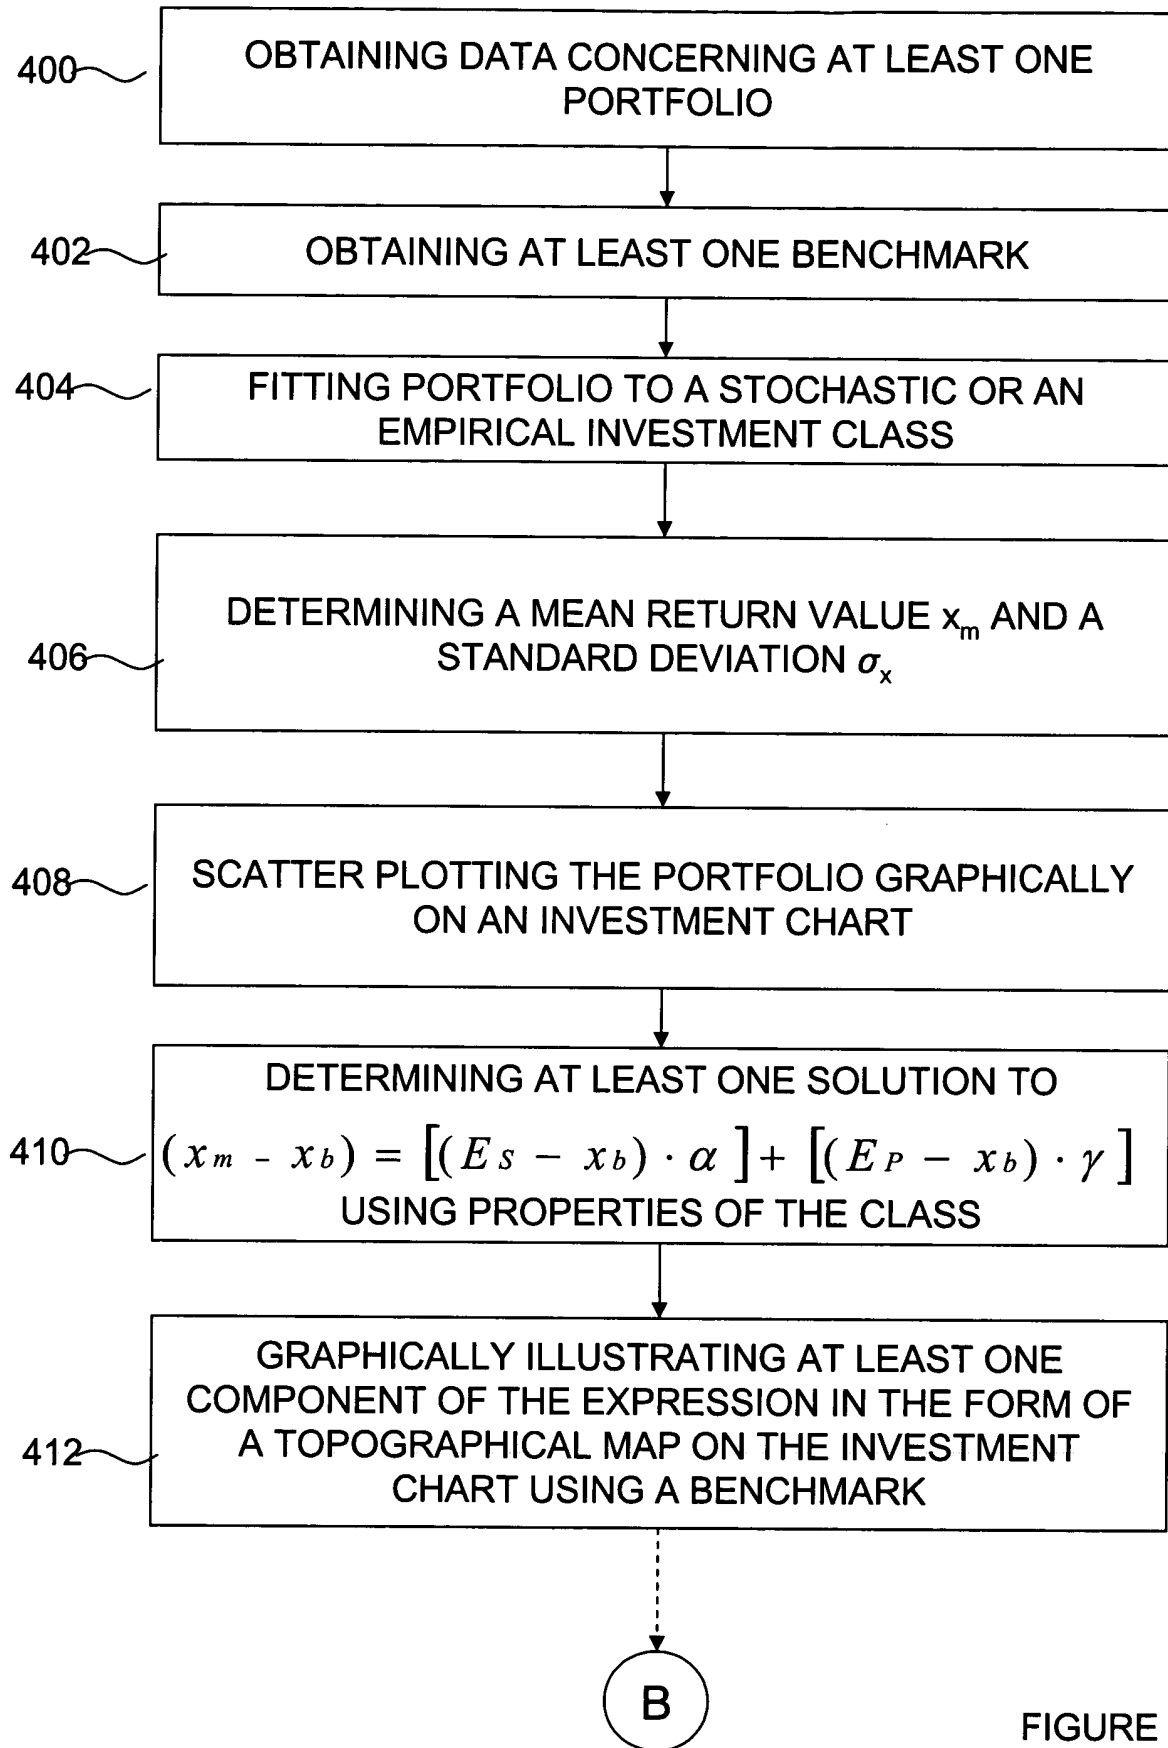 400
OBTAINING DATA CONCERNING AT LEAST ONE
PORTFOLIO
402
OBTAINING AT LEAST ONE BENCHMARK
404
FITTING PORTFOLIO TO A STOCHASTIC OR AN
EMPIRICAL INVESTMENT CLASS
406
DETERMINING A MEAN RETURN VALUE xₘ AND A
STANDARD DEVIATION σₓ
408
SCATTER PLOTTING THE PORTFOLIO GRAPHICALLY
ON AN INVESTMENT CHART
410
DETERMINING AT LEAST ONE SOLUTION TO
(xm - xb) = [(ES − xb) · α] + [(EP − xb) · γ]
USING PROPERTIES OF THE CLASS
412
GRAPHICALLY ILLUSTRATING AT LEAST ONE
COMPONENT OF THE EXPRESSION IN THE FORM OF
A TOPOGRAPHICAL MAP ON THE INVESTMENT
CHART USING A BENCHMARK
B
FIGURE